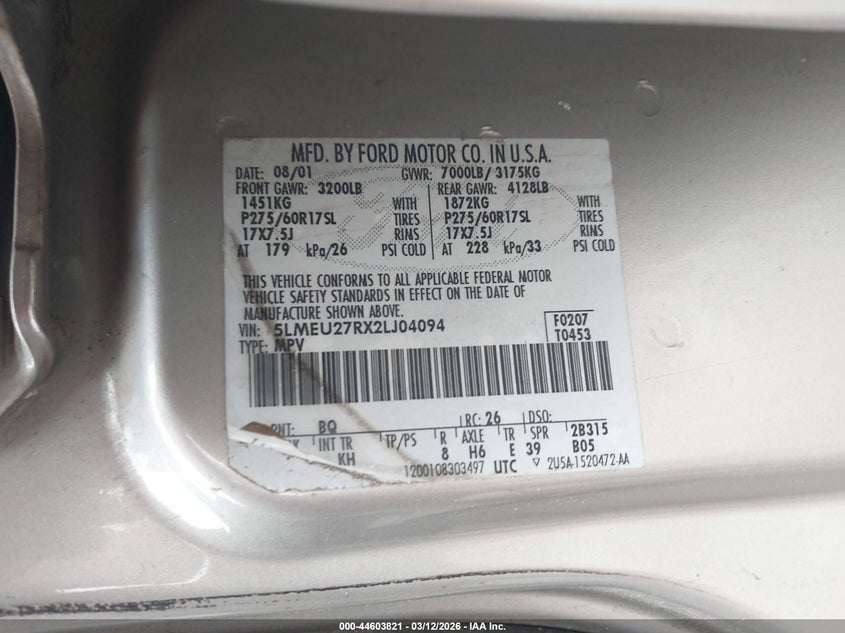 MFD. BY FORD MOTOR CO. IN U.S.A.
DATE: 08/01 GVWR: 7000LB/ 3175KG
FRONT GAWR: 3200LB REAR GAWR: 4128LB
1451KG WITH 1872KG WITH
P275/60R17SL TIRES P275/60R17SL TIRES
17X7.5J RIMS 17X7.5J RIMS
AT 179 kPa/26 PSI COLD AT 228 kPa/33 PSI COLD
THIS VEHICLE CONFORMS TO ALL APPLICABLE FEDERAL MOTOR
VEHICLE SAFETY STANDARDS IN EFFECT ON THE DATE OF
MANUFACTURE SHOWN ABOVE.
VIN: 5LMEU27RX2LJ04094 F0207
TYPE: MPV T0453
PNT: BQ RC: 26 DSO:
INT TR TP/PS R AXLE TR SPR 2B315
KH 8 H6 E 39 B05
1200108303497 UTC 2U5A-1520472-AA
000-44603821 - 03/12/2026 - IAA Inc.